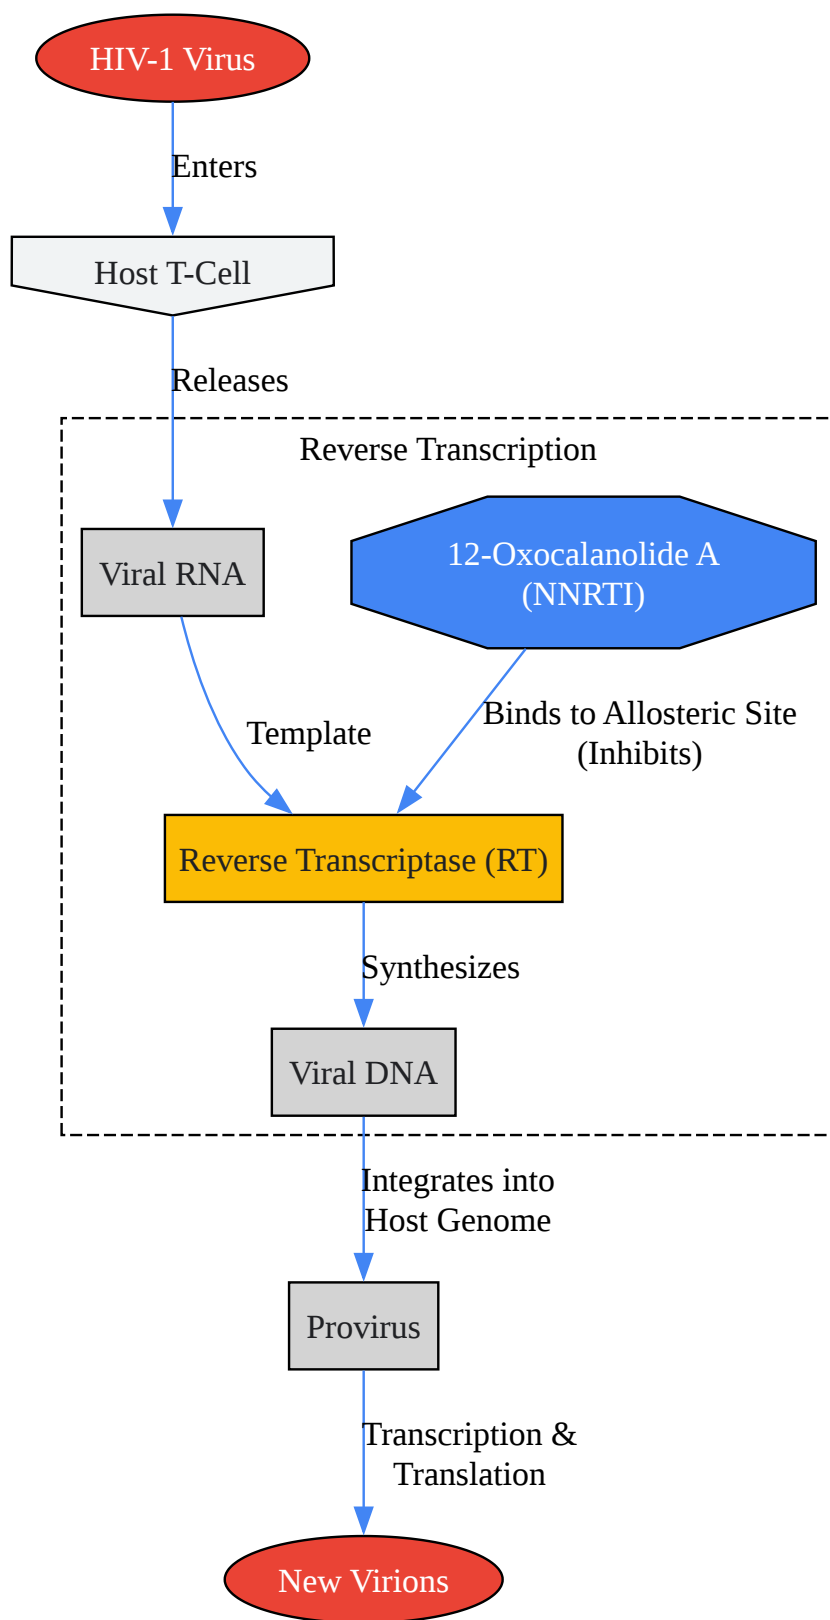 HIV-1 Virus
Enters
Host T-Cell
Releases
Reverse Transcription
Viral RNA
12-Oxocalanolide A
(NNRTI)
Template
Binds to Allosteric Site
(Inhibits)
Reverse Transcriptase (RT)
Synthesizes
Viral DNA
Integrates into
Host Genome
Provirus
Transcription &
Translation
New Virions